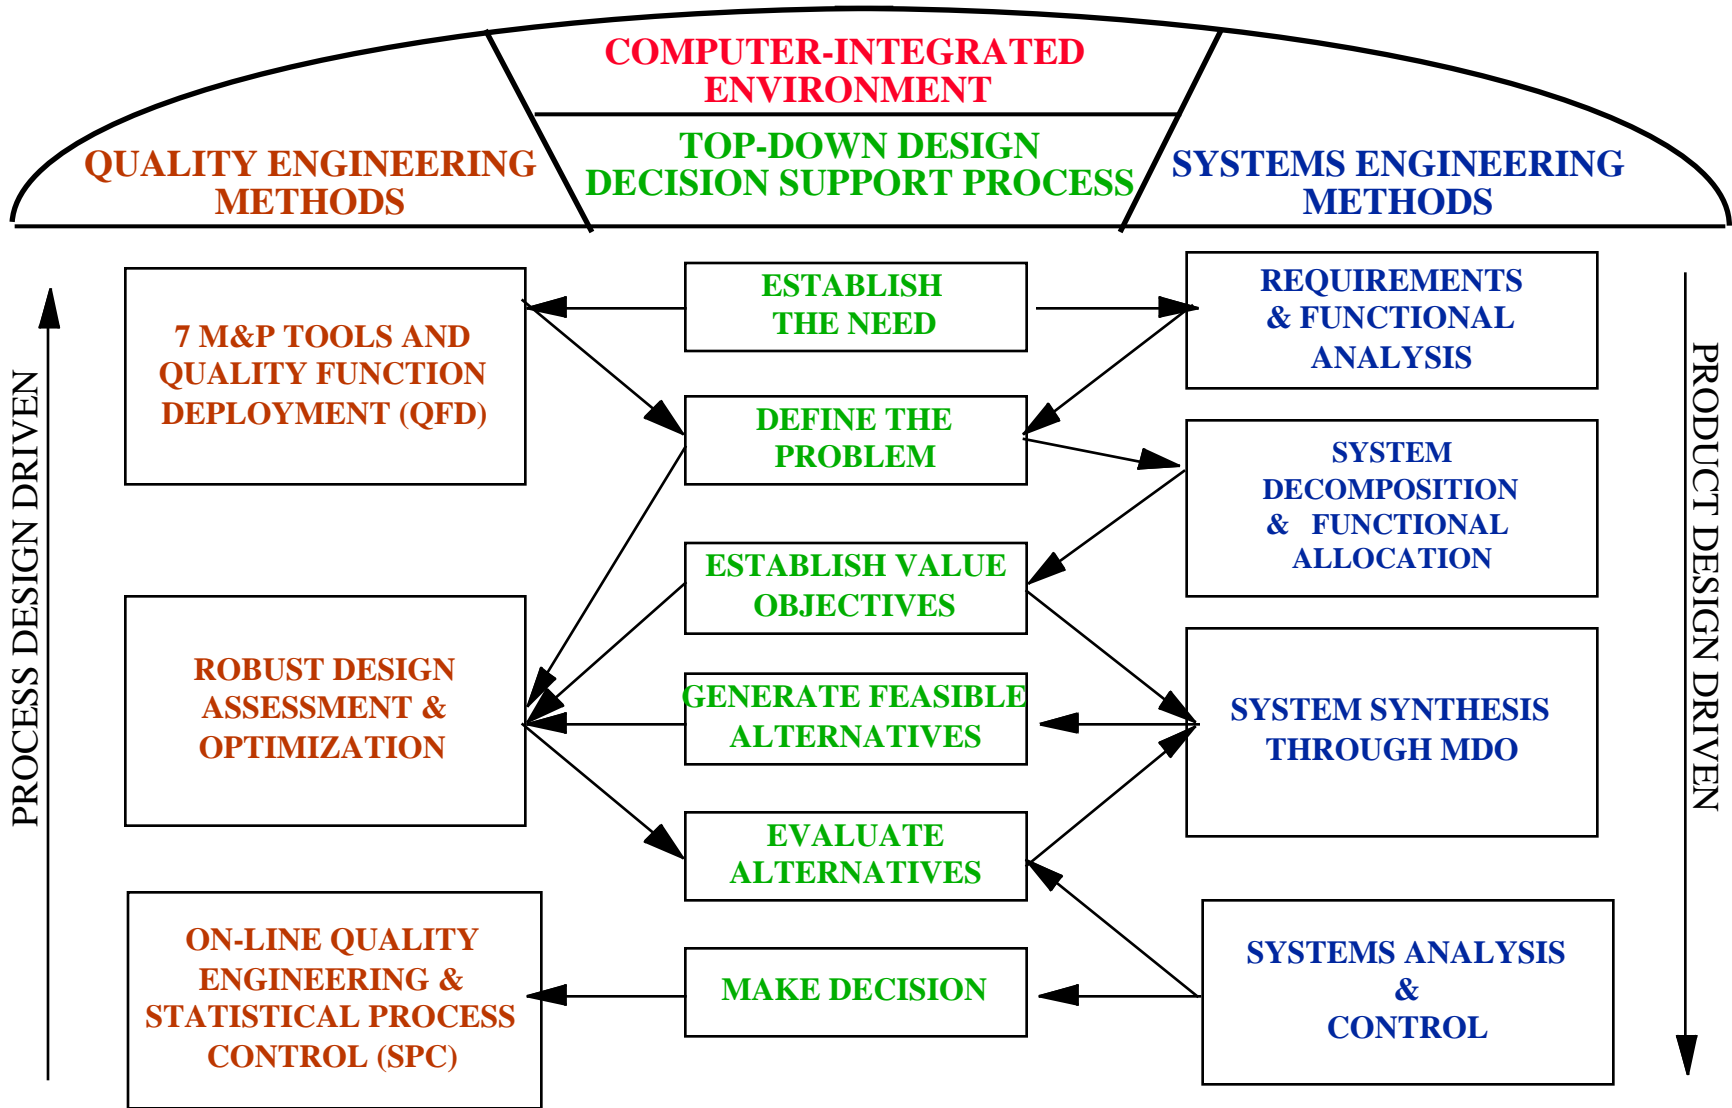 COMPUTER-INTEGRATED
ENVIRONMENT
QUALITY ENGINEERING
METHODS
TOP-DOWN DESIGN
DECISION SUPPORT PROCESS
SYSTEMS ENGINEERING
METHODS
PROCESS DESIGN DRIVEN
7 M&P TOOLS AND
QUALITY FUNCTION
DEPLOYMENT (QFD)
ROBUST DESIGN
ASSESSMENT &
OPTIMIZATION
ON-LINE QUALITY
ENGINEERING &
STATISTICAL PROCESS
CONTROL (SPC)
ESTABLISH
THE NEED
DEFINE THE
PROBLEM
ESTABLISH VALUE
OBJECTIVES
GENERATE FEASIBLE
ALTERNATIVES
EVALUATE
ALTERNATIVES
MAKE DECISION
REQUIREMENTS
& FUNCTIONAL
ANALYSIS
SYSTEM
DECOMPOSITION
& FUNCTIONAL
ALLOCATION
SYSTEM SYNTHESIS
THROUGH MDO
SYSTEMS ANALYSIS
&
CONTROL
PRODUCT DESIGN DRIVEN